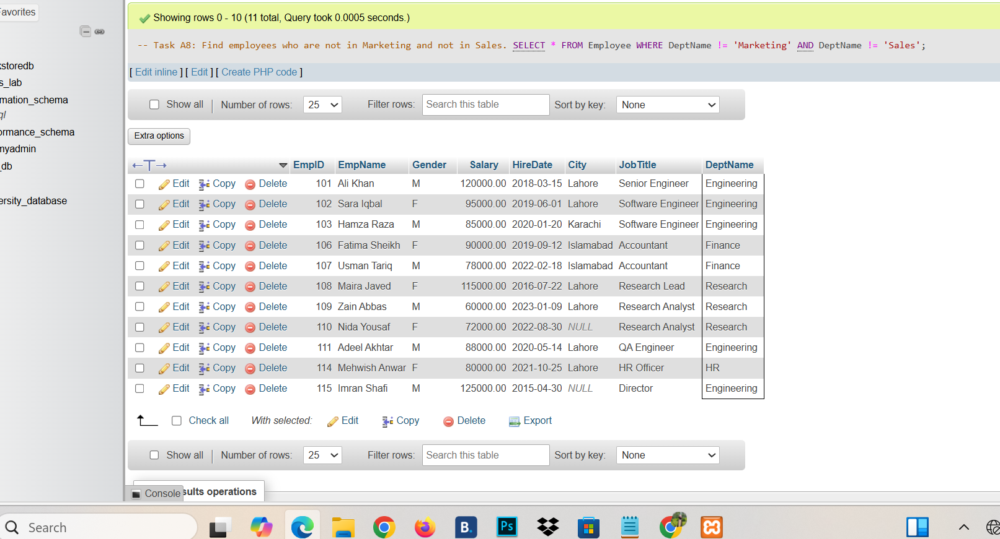 avorites
Showing rows 0 - 10 (11 total, Query took 0.0005 seconds.)
-- Task A8: Find employees who are not in Marketing and not in Sales. SELECT * FROM Employee WHERE DeptName != 'Marketing' AND DeptName != 'Sales';
[ Edit inline ] [ Edit ] [ Create PHP code ]
kstoredb
s_lab
mation_schema
ql
ormance_schema
myadmin
_db
ersity_database
Show all Number of rows: 25 Filter rows: Search this table Sort by key: None
Extra options
←T→ EmpID EmpName Gender Salary HireDate City JobTitle DeptName
Edit Copy Delete 101 Ali Khan M 120000.00 2018-03-15 Lahore Senior Engineer Engineering
Edit Copy Delete 102 Sara Iqbal F 95000.00 2019-06-01 Lahore Software Engineer Engineering
Edit Copy Delete 103 Hamza Raza M 85000.00 2020-01-20 Karachi Software Engineer Engineering
Edit Copy Delete 106 Fatima Sheikh F 90000.00 2019-09-12 Islamabad Accountant Finance
Edit Copy Delete 107 Usman Tariq M 78000.00 2022-02-18 Islamabad Accountant Finance
Edit Copy Delete 108 Maira Javed F 115000.00 2016-07-22 Lahore Research Lead Research
Edit Copy Delete 109 Zain Abbas M 60000.00 2023-01-09 Lahore Research Analyst Research
Edit Copy Delete 110 Nida Yousaf F 72000.00 2022-08-30 NULL Research Analyst Research
Edit Copy Delete 111 Adeel Akhtar M 88000.00 2020-05-14 Lahore QA Engineer Engineering
Edit Copy Delete 114 Mehwish Anwar F 80000.00 2021-10-25 Lahore HR Officer HR
Edit Copy Delete 115 Imran Shafi M 125000.00 2015-04-30 NULL Director Engineering
Check all With selected: Edit Copy Delete Export
Show all Number of rows: 25 Filter rows: Search this table Sort by key: None
Console sults operations
Search B. Ps